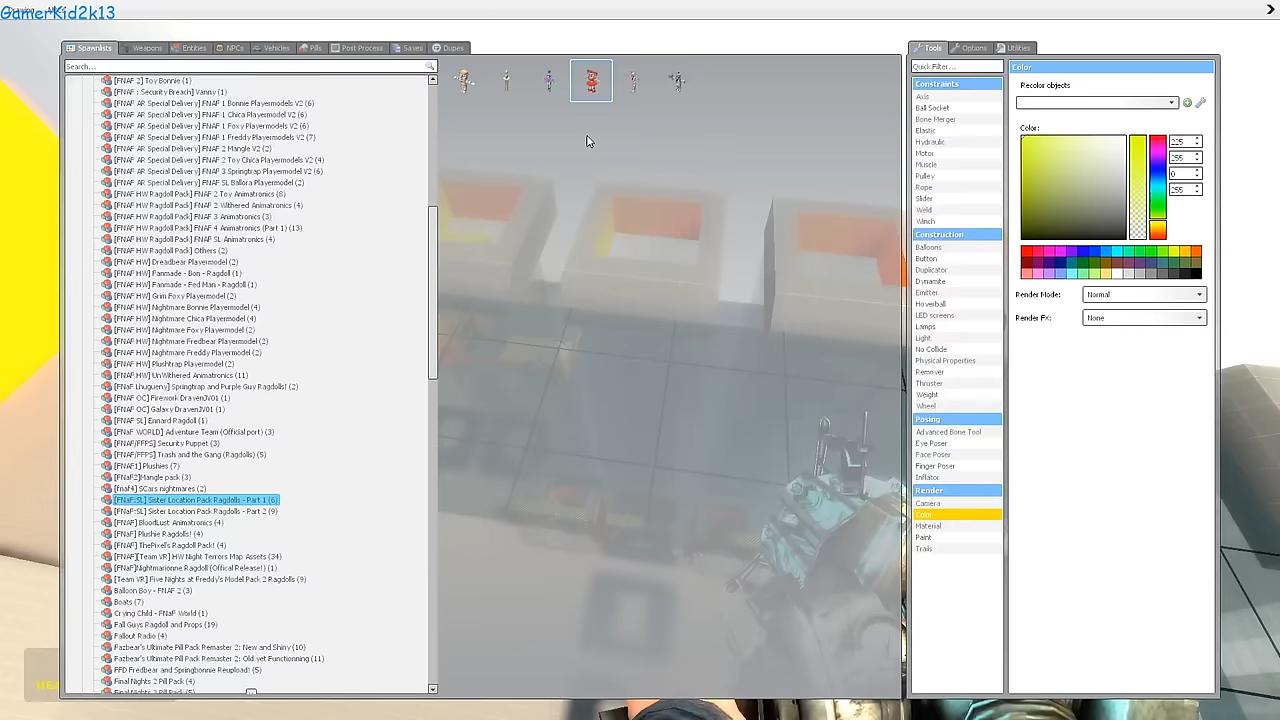 GamerKid2k13
Spawnlists
Weapons
Entities
NPCs
Vehicles
Pills
Post Process
Saves
Dupes
Search...
[FNAF 2] Toy Bonnie (1)
[FNAF : Security Breach] Vanni
[FNAF AR Special Delivery] FNAF 1 Bonnie Playermodels V2 (6)
[FNAF AR Special Delivery] FNAF 1 Chica Playermodel V2 (6)
[FNAF AR Special Delivery] FNAF 1 Foxy Playermodels V2 (6)
[FNAF AR Special Delivery] FNAF 1 Freddy Playermodels V2 (7)
[FNAF AR Special Delivery] FNAF 2 Mangle V2 (2)
[FNAF AR Special Delivery] FNAF 2 Toy Chica Playermodel V2 (4)
[FNAF AR Special Delivery] FNAF 3 Springtrap Playermodel V2 (6)
[FNAF AR Special Delivery] FNAF SL Ballora Playermodel (2)
[FNAF HW Ragdoll Pack] FNAF 2 Toy Animatronics (8)
[FNAF HW Ragdoll Pack] FNAF 2 Withered Animatronics (4)
[FNAF HW Ragdoll Pack] FNAF 3 Animatronics (3)
[FNAF HW Ragdoll Pack] FNAF 4 Animatronics (Part 1) (13)
[FNAF HW Ragdoll Pack] FNAF SL Animatronics (4)
[FNAF HW Ragdoll Pack] Others (2)
[FNAF HW] Dreadbear Playermodel (2)
[FNAF HW] Fanmade - Bon - Ragdoll (1)
[FNAF HW] Fanmade - Fed Man - Ragdoll (1)
[FNAF HW] Grim Foxy Playermodel (2)
[FNAF HW] Nightmare Bonnie Playermodel (4)
[FNAF HW] Nightmare Chica Playermodel (4)
[FNAF HW] Nightmare Foxy Playermodel (2)
[FNAF HW] Nightmare Fredbear Playermodel (2)
[FNAF HW] Nightmare Freddy Playermodel (2)
[FNAF HW] Plushtrap Playermodel (2)
[FNAF HW] UnWithered Animatronics (11)
[FNAF Lhugueny] Springtrap and Purple Guy Ragdolls! (2)
[FNAF OC] Firework DravenJV01 (1)
[FNAF OC] Galaxy DravenJV01 (1)
[FNAF SL] Ennard Ragdoll (1)
[FNAF WORLD] Adventure Team (official port) (3)
[FNAF/FFPS] Security Puppet (3)
[FNAF/FFPS] Trash and the Gang (Ragdolls) (5)
[FNAF1] Plushies (7)
[FNaF2]Mangle pack (3)
[fnaf4] SCars nightmares (2)
[FNaF:SL] Sister Location Pack Ragdolls - Part 1 (6)
[FNaF:SL] Sister Location Pack Ragdolls - Part 2 (9)
[FNAF] BloodLust Animatronics (4)
[FNaF] Plushie Ragdolls! (4)
[FNAF] ThePixel's Ragdoll Pack! (4)
[FNAF][Team VR] HW Night Terrors Map Assets (34)
[FNaF]Nightmarionne Ragdoll (Offical Release!) (1)
[Team VR] Five Nights at Freddy's Model Pack 2 Ragdolls (9)
Balloon Boy - FNAF 2 (3)
Boats (7)
Crying Child - FNaF World (1)
Fall Guys Ragdoll and Props (19)
Fallout Radio (4)
Fazbear's Ultimate Pill Pack Remaster 2: New and Shiny (10)
Fazbear's Ultimate Pill Pack Remaster 2: Old yet Functionning (11)
FFD Fredbear and Springbonnie Reupload! (5)
Final Nights 2 Pill Pack (4)
Final Nights 3 Pill Pack (5)
Tools
Options
Utilities
Quick Filter...
Constraints
Axis
Ball Socket
Bone Merger
Elastic
Hydraulic
Motor
Muscle
Pulley
Rope
Slider
Weld
Winch
Construction
Balloons
Button
Duplicator
Dynamite
Emitter
Hoverball
LED screens
Lamps
Light
No Collide
Physical Properties
Remover
Thruster
Weight
Wheel
Posing
Advanced Bone Tool
Eye Poser
Face Poser
Finger Poser
Inflator
Render
Camera
Color
Material
Paint
Trails
Color
Recolor objects
Color:
225
255
0
255
Render Mode:
Normal
Render FX:
None